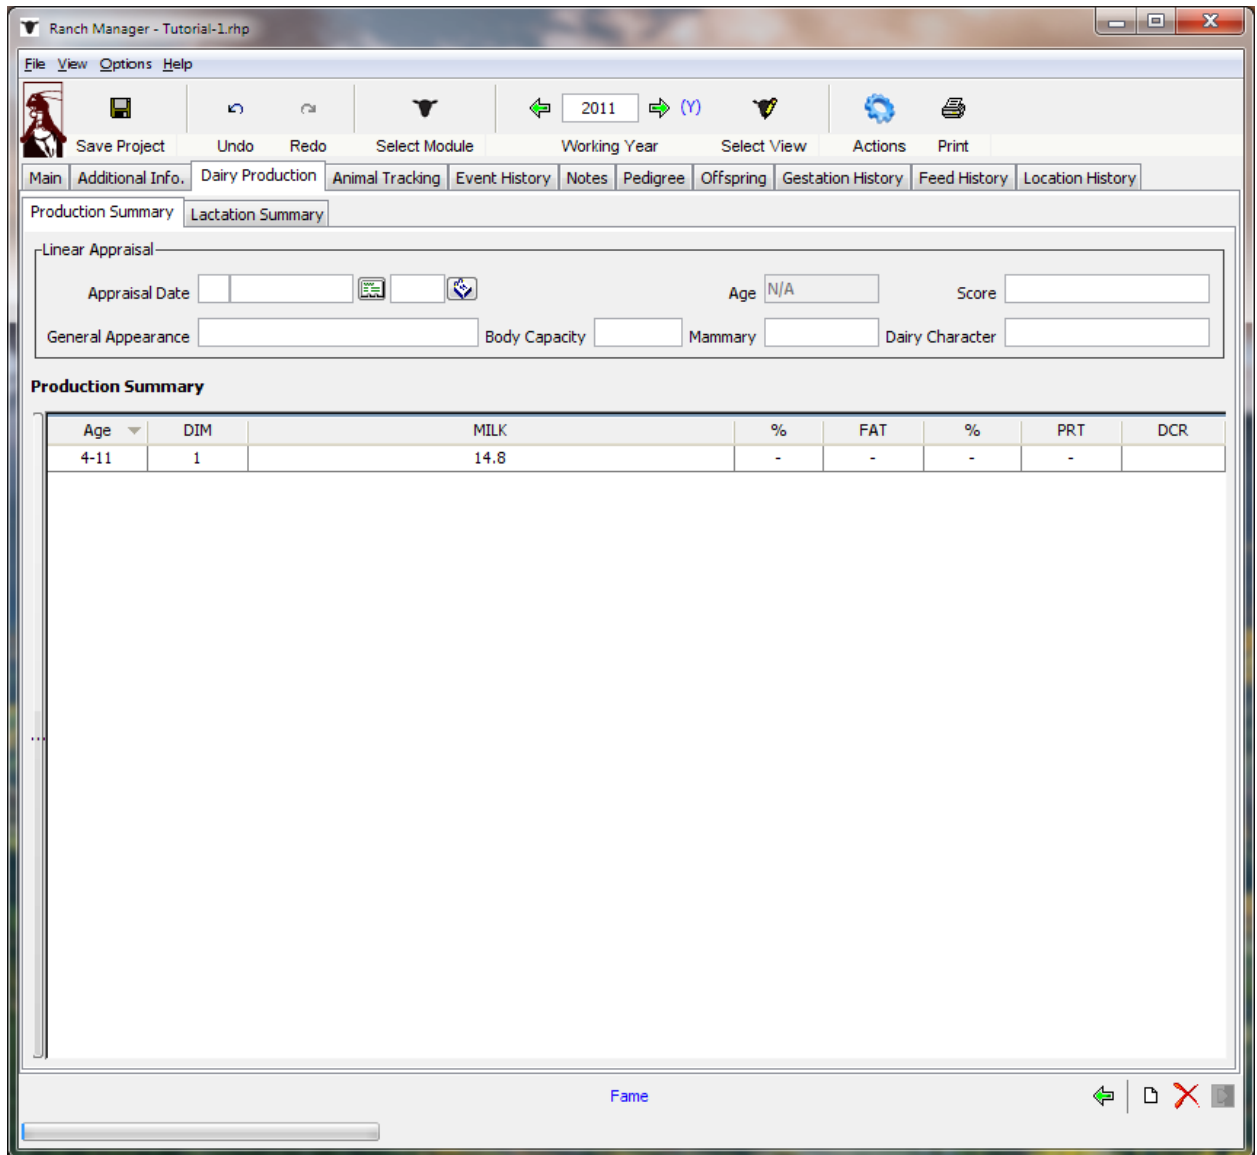 Ranch Manager - Tutorial-1.rhp
File View Options Help
2011 (Y)
Save Project Undo Redo Select Module Working Year Select View Actions Print
Main Additional Info. Dairy Production Animal Tracking Event History Notes Pedigree Offspring Gestation History Feed History Location History
Production Summary Lactation Summary
Linear Appraisal
Appraisal Date Age N/A Score
General Appearance Body Capacity Mammary Dairy Character
Production Summary
Age DIM MILK % FAT % PRT DCR
4-11 1 14.8 - - - -
Fame